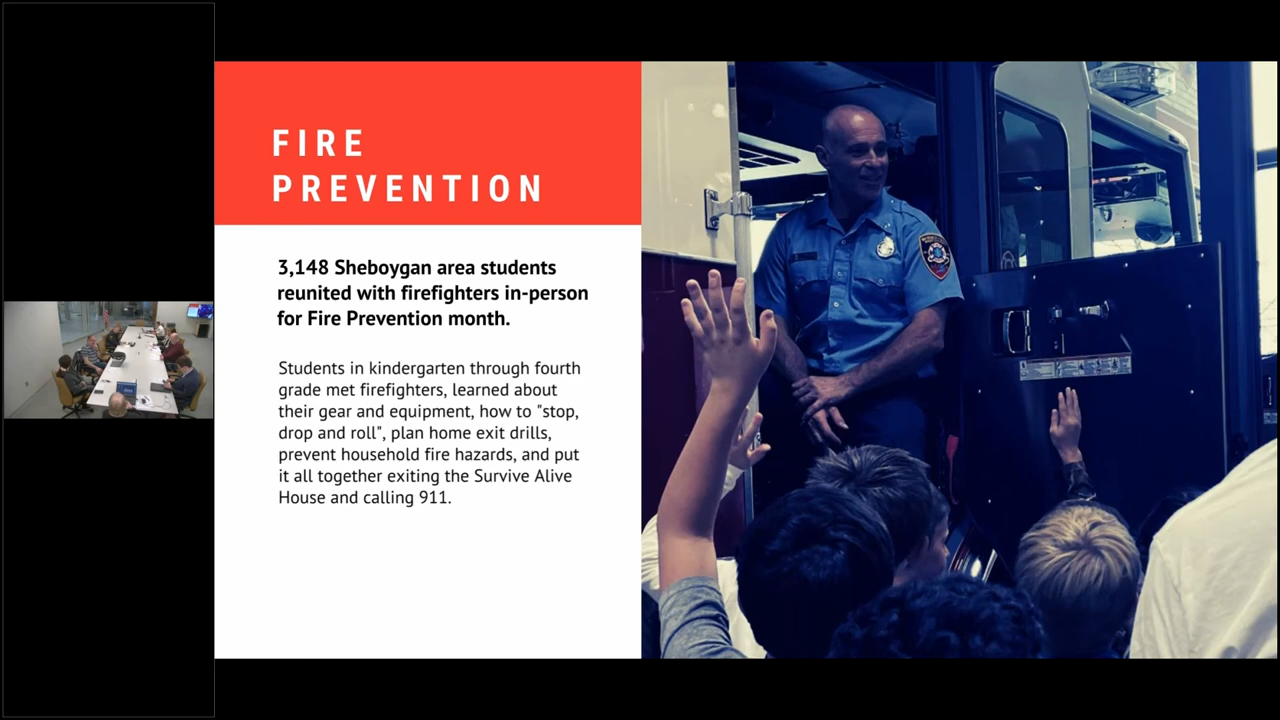 FIRE
PREVENTION
3,148 Sheboygan area students
reunited with firefighters in-person
for Fire Prevention month.
Students in kindergarten through fourth
grade met firefighters, learned about
their gear and equipment, how to "stop,
drop and roll", plan home exit drills,
prevent household fire hazards, and put
it all together exiting the Survive Alive
House and calling 911.